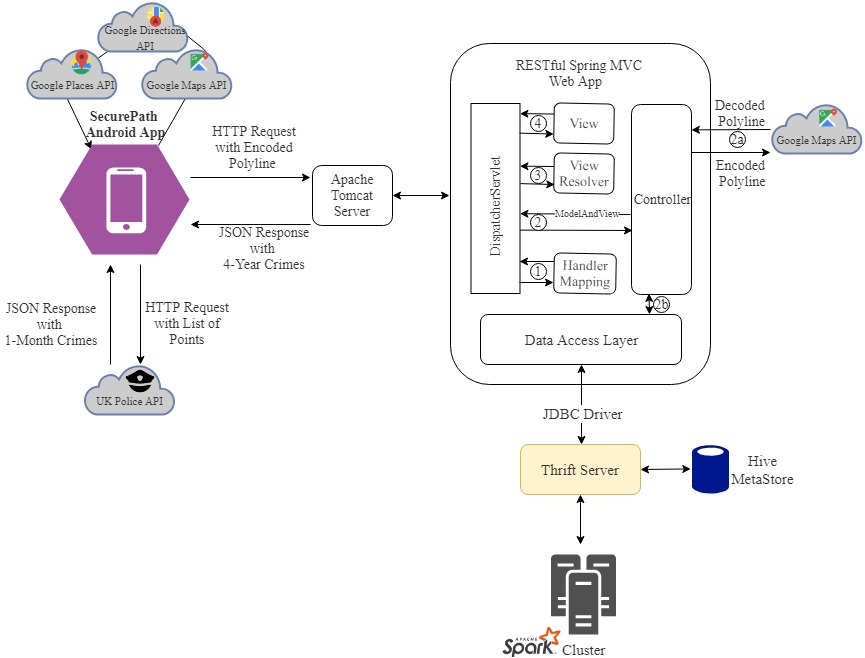 Google Directions
API
Google Places API
Google Maps API
SecurePath
Android App
HTTP Request
with Encoded
Polyline
JSON Response
with
4-Year Crimes
Apache
Tomcat
Server
JSON Response
with
1-Month Crimes
HTTP Request
with List of
Points
UK Police API
RESTful Spring MVC
Web App
DispatcherServlet
4
View
3
View
Resolver
ModelAndView
2
1
Handler
Mapping
Controller
2b
Data Access Layer
Decoded
Polyline
2a
Encoded
Polyline
Google Maps API
JDBC Driver
Thrift Server
Hive
MetaStore
APACHE
Spark
Cluster